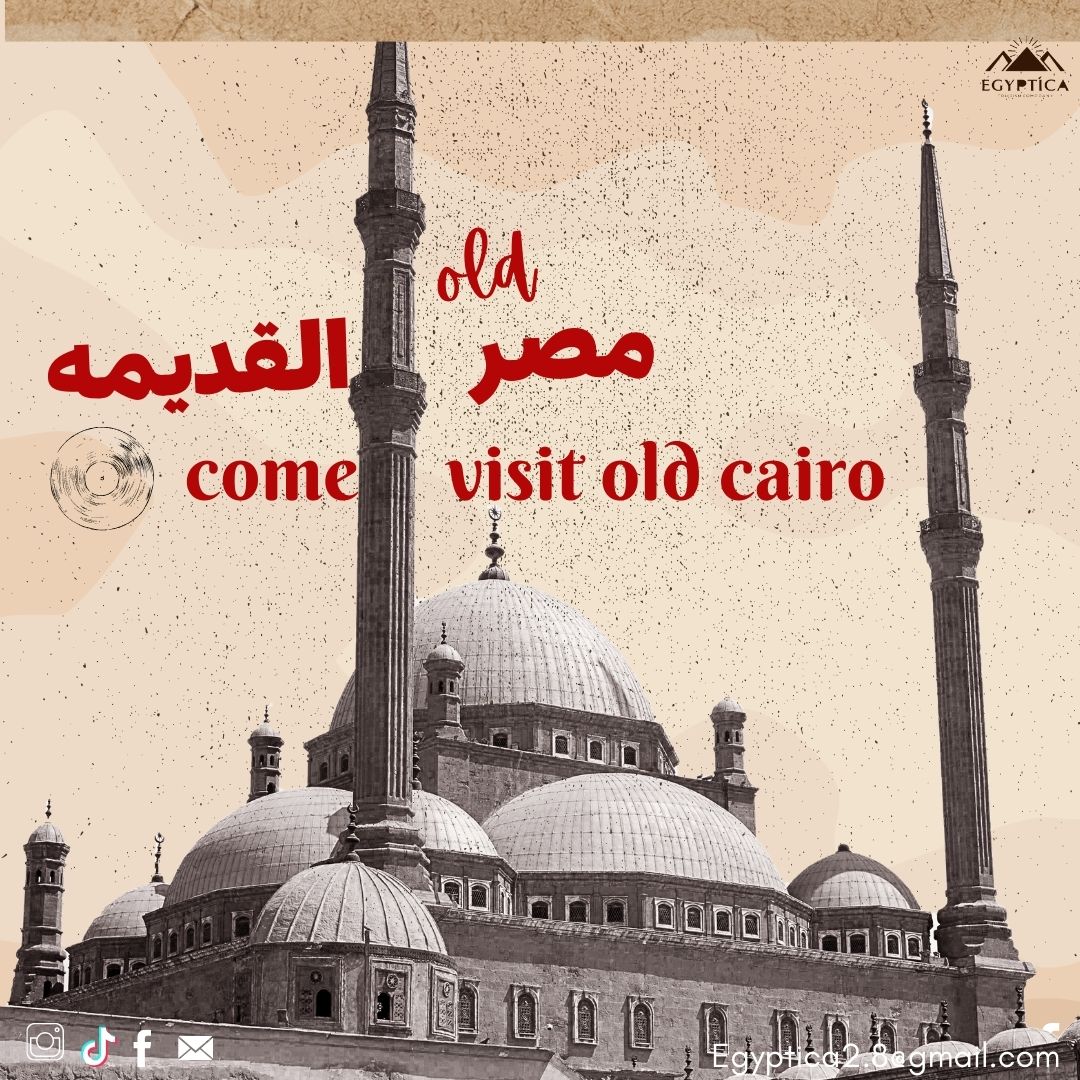 EGYPTICA
old
مصر القديمه
come visit old cairo
Egyptica2.8@gmail.com